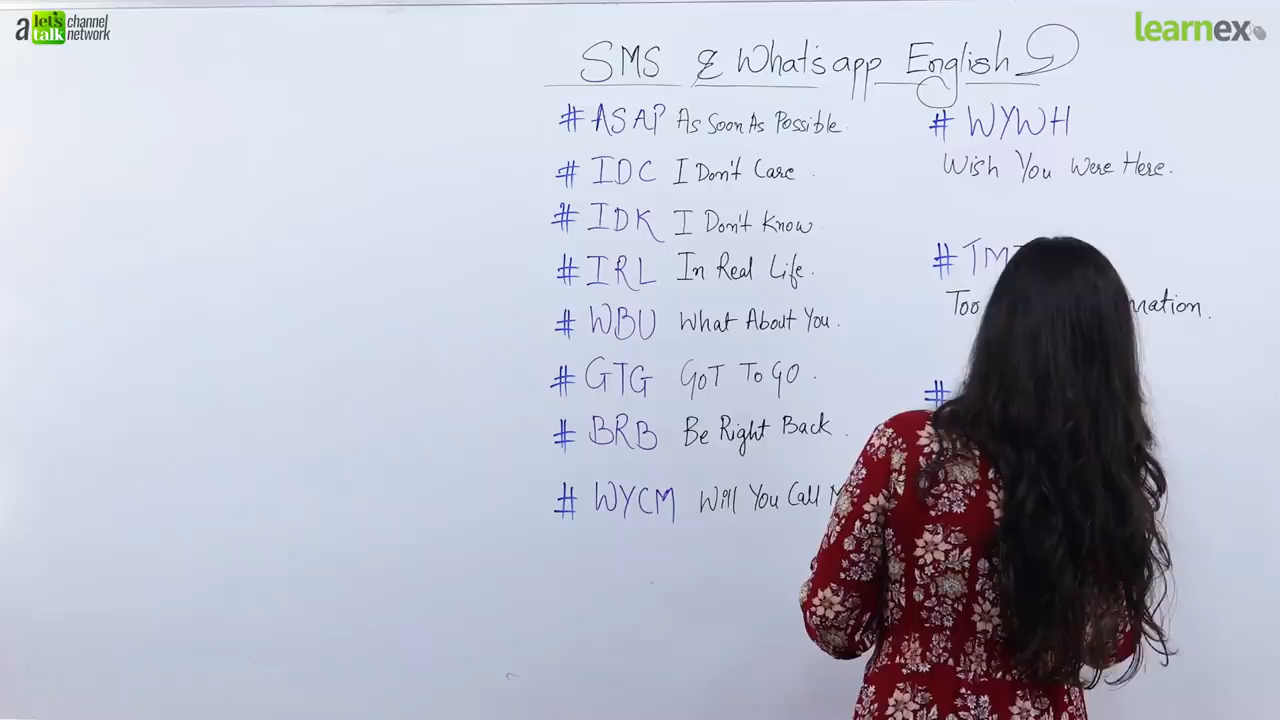 a let's talk channel network
learnex
SMS & Whatsapp English
# ASAP As Soon As Possible.
# IDC I Don't Care.
# IDK I Don't Know
# IRL In Real Life.
# WBU What About You.
# GTG GOT TO GO.
# BRB Be Right Back.
# WYCM Will You Call
# WYWH
Wish You Were Here.
#
Too
#